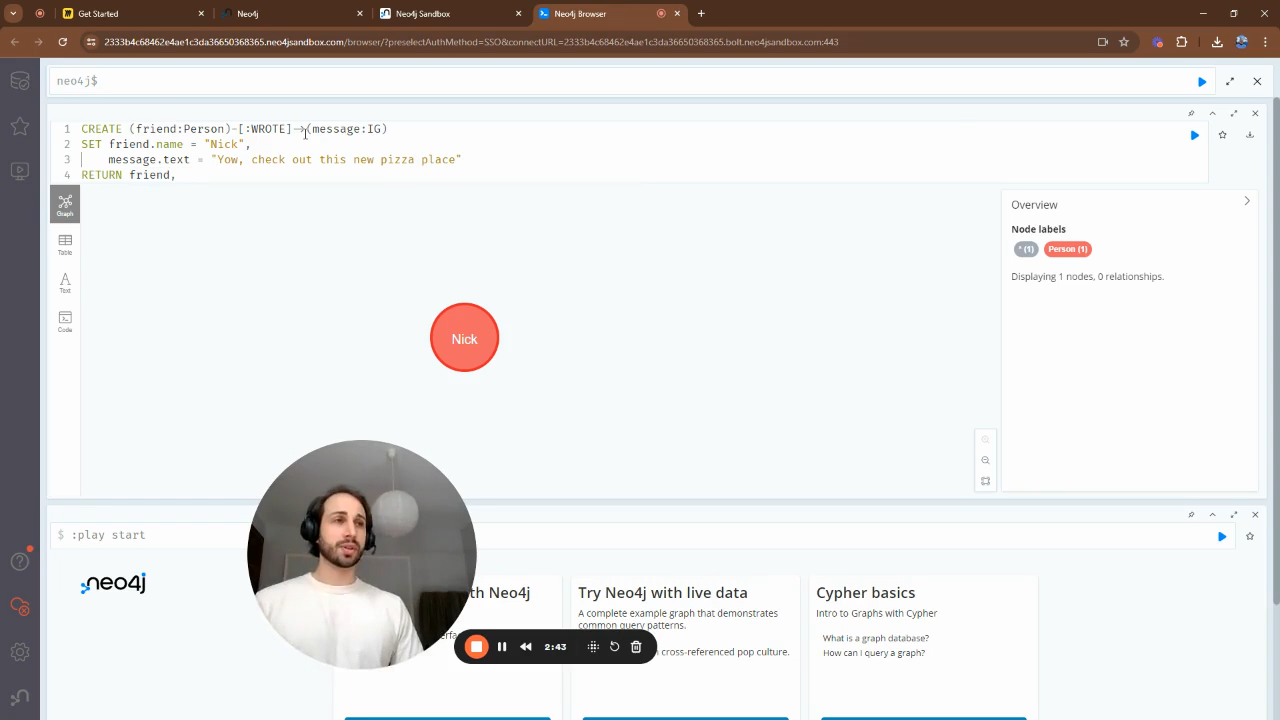 Get Started
Neo4j
Neo4j Sandbox
Neo4j Browser
2333b4c68462e4ae1c3da36650368365.neo4jsandbox.com/browser/?preselectAuthMethod=SSO&connectURL=2333b4c68462e4ae1c3da36650368365.bolt.neo4jsandbox.com:443
neo4j$
1 CREATE (friend:Person)-[:WROTE]->(message:IG)
2 SET friend.name = "Nick",
3 message.text = "Yow, check out this new pizza place"
4 RETURN friend,
Graph
Table
Text
Code
Nick
Overview
Node labels
* (1) Person (1)
Displaying 1 nodes, 0 relationships.
$ :play start
neo4j
th Neo4j
Try Neo4j with live data
A complete example graph that demonstrates
common query patterns.
cross-referenced pop culture.
Cypher basics
Intro to Graphs with Cypher
What is a graph database?
How can I query a graph?
2:43